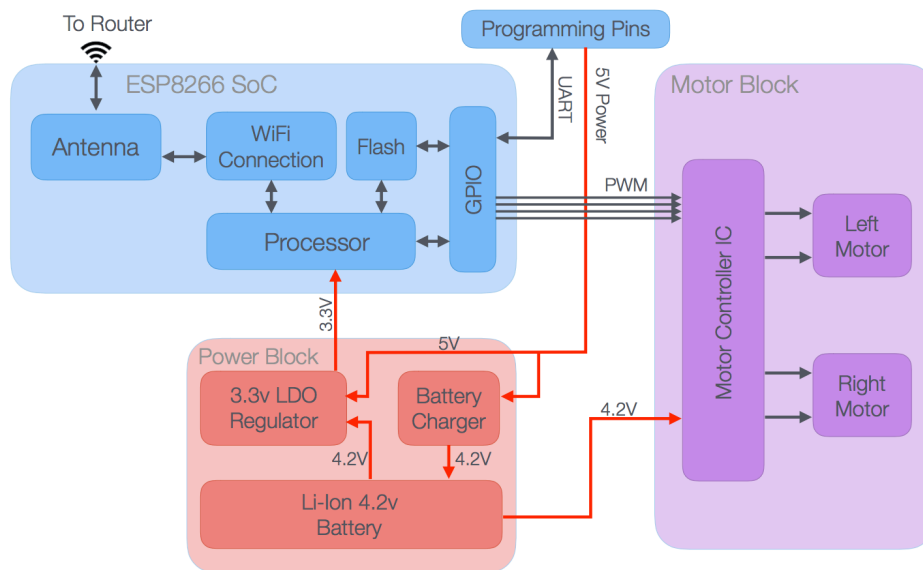 To Router
Programming Pins
ESP8266 SoC
UART
5V Power
Motor Block
Antenna
WiFi
Connection
Flash
GPIO
PWM
Processor
Motor Controller IC
Left
Motor
3.3V
Power Block
5V
3.3v LDO
Regulator
Battery
Charger
Right
Motor
4.2V
4.2V
4.2V
Li-Ion 4.2v
Battery